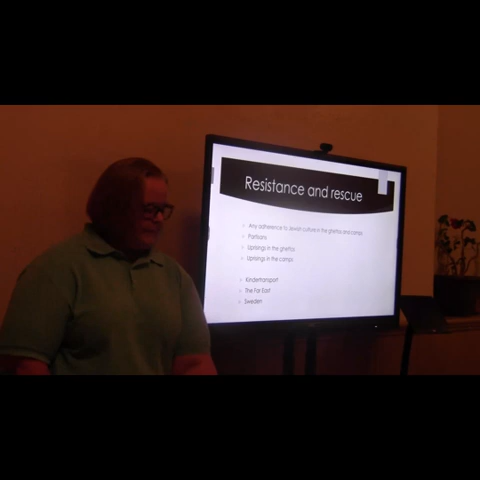 Resistance and rescue
Any adherence to Jewish culture in the ghettos and camps
Partisans
Uprisings in the ghettos
Uprisings in the camps
Kindertransport
The Far East
Sweden